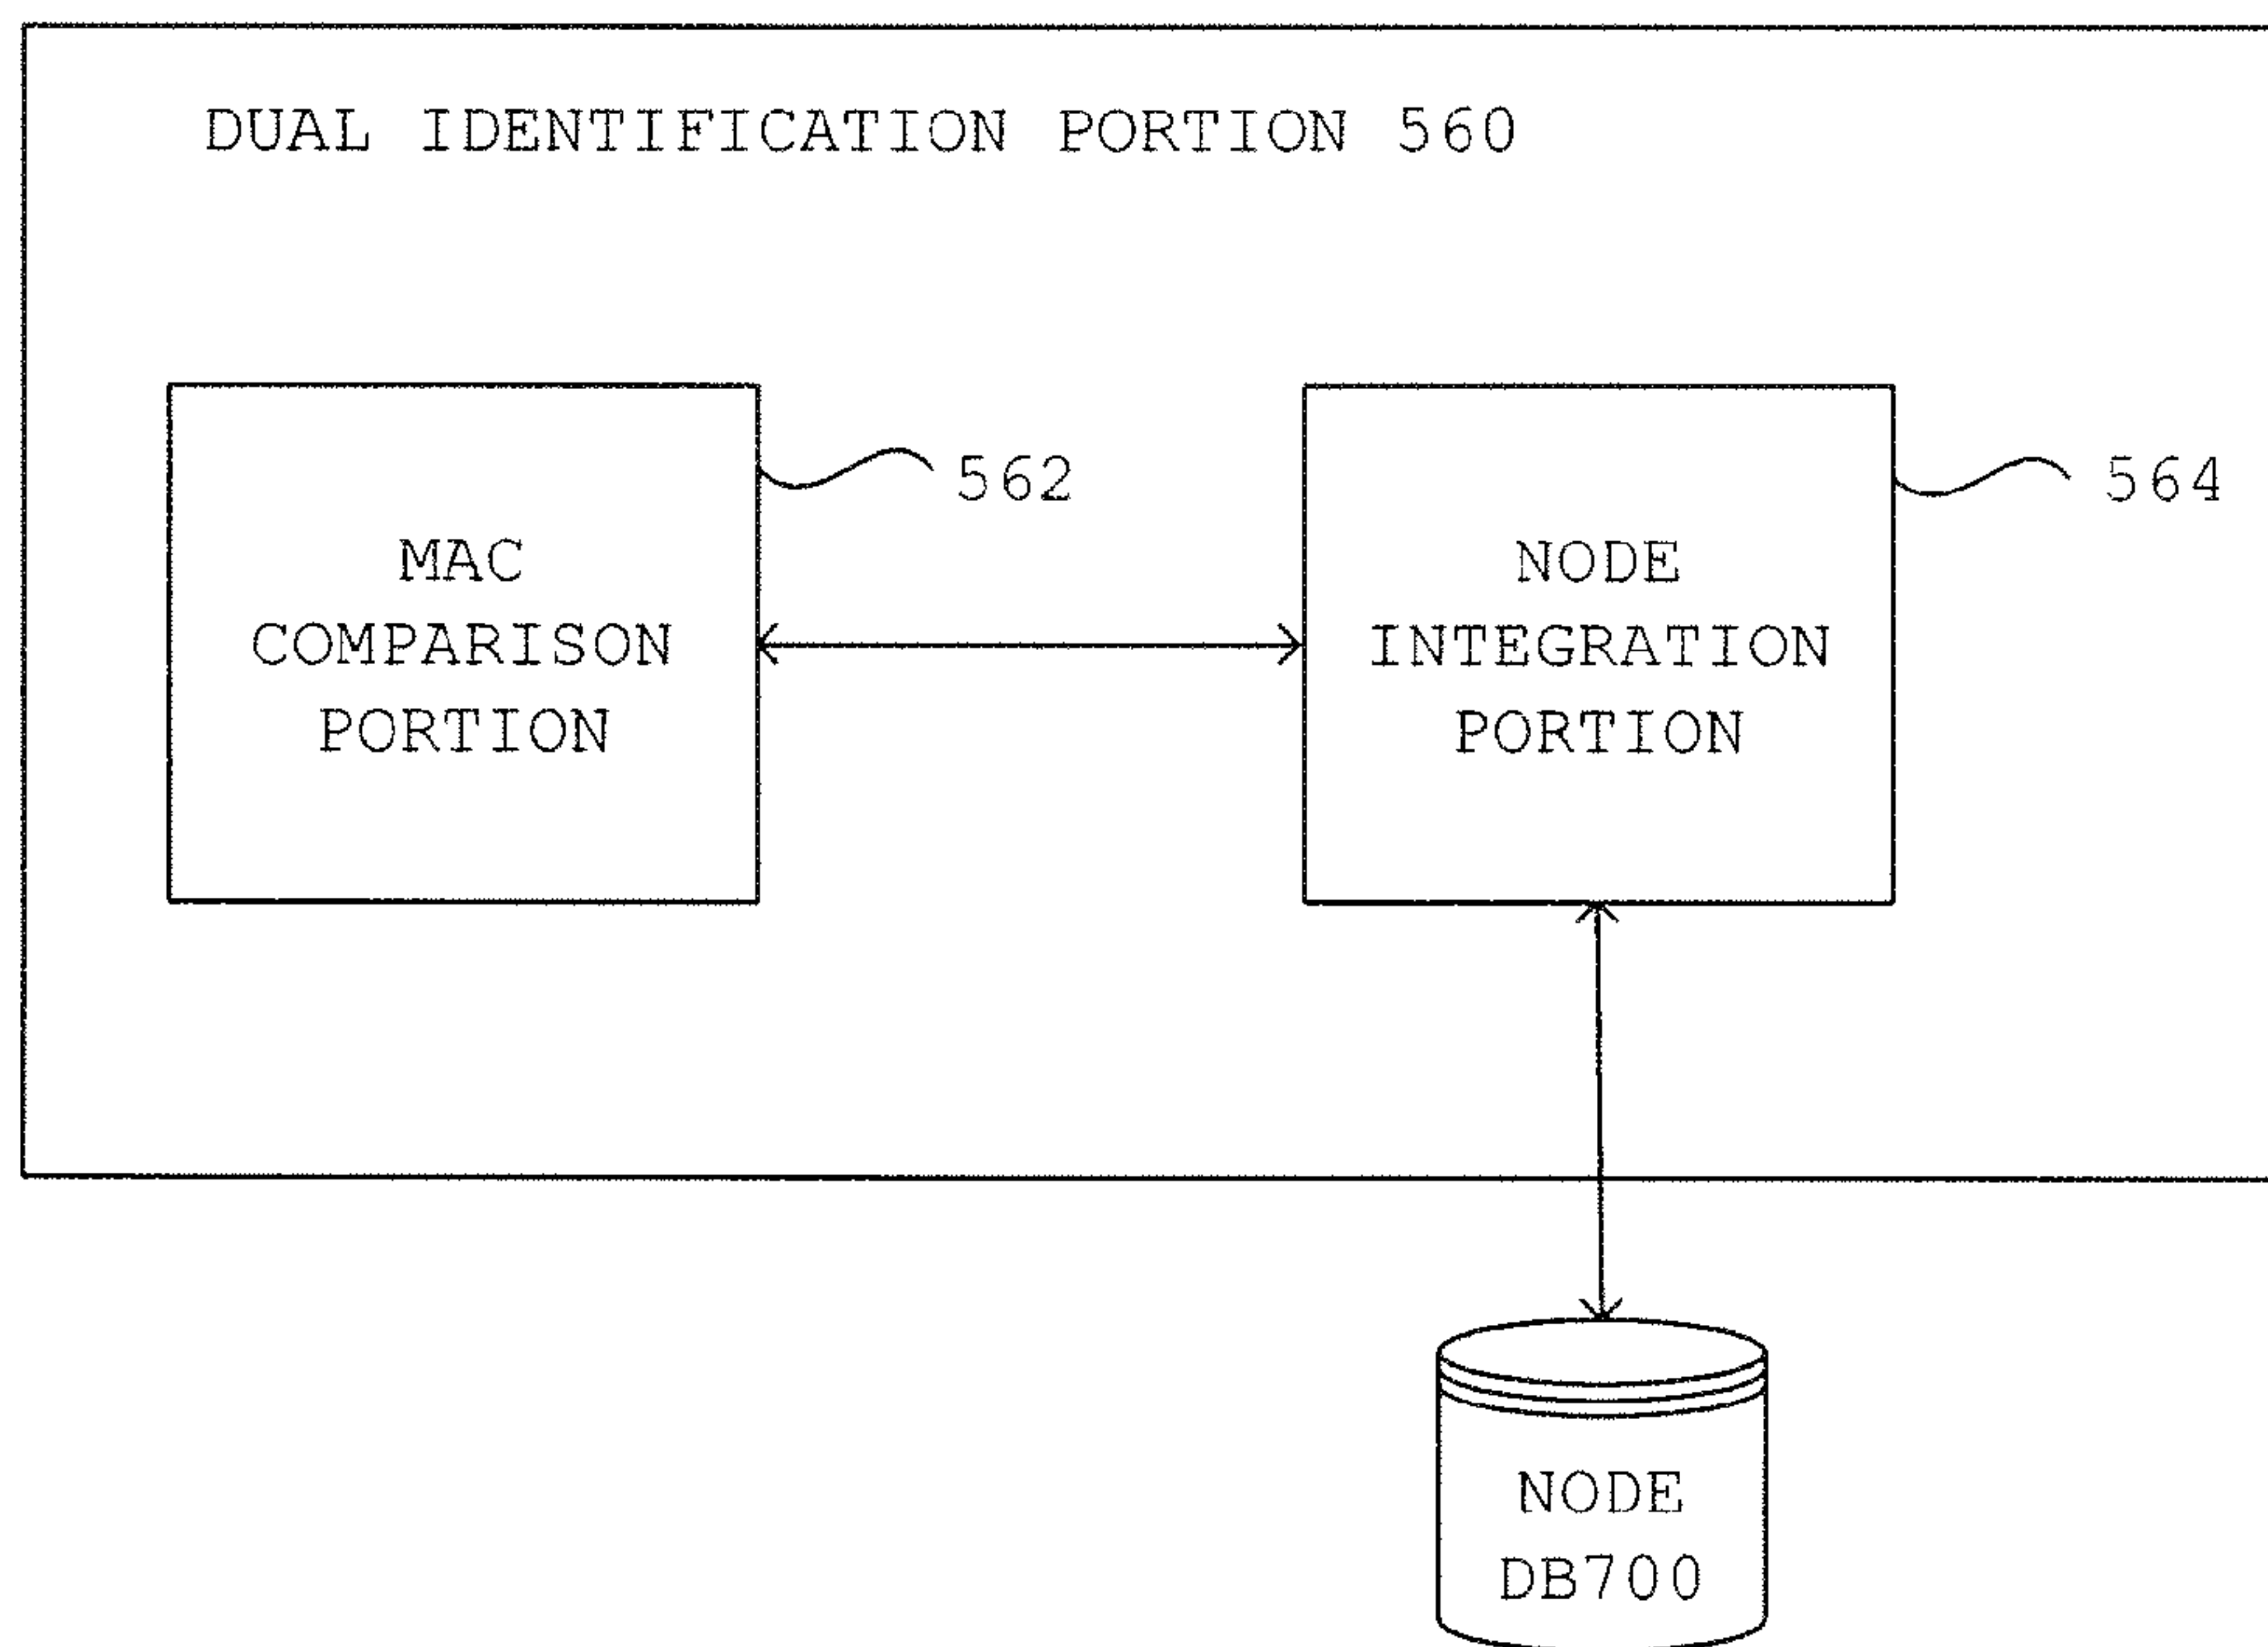 DUAL IDENTIFICATION PORTION 560
562
564
MAC
COMPARISON
PORTION
NODE
INTEGRATION
PORTION
NODE
DB700